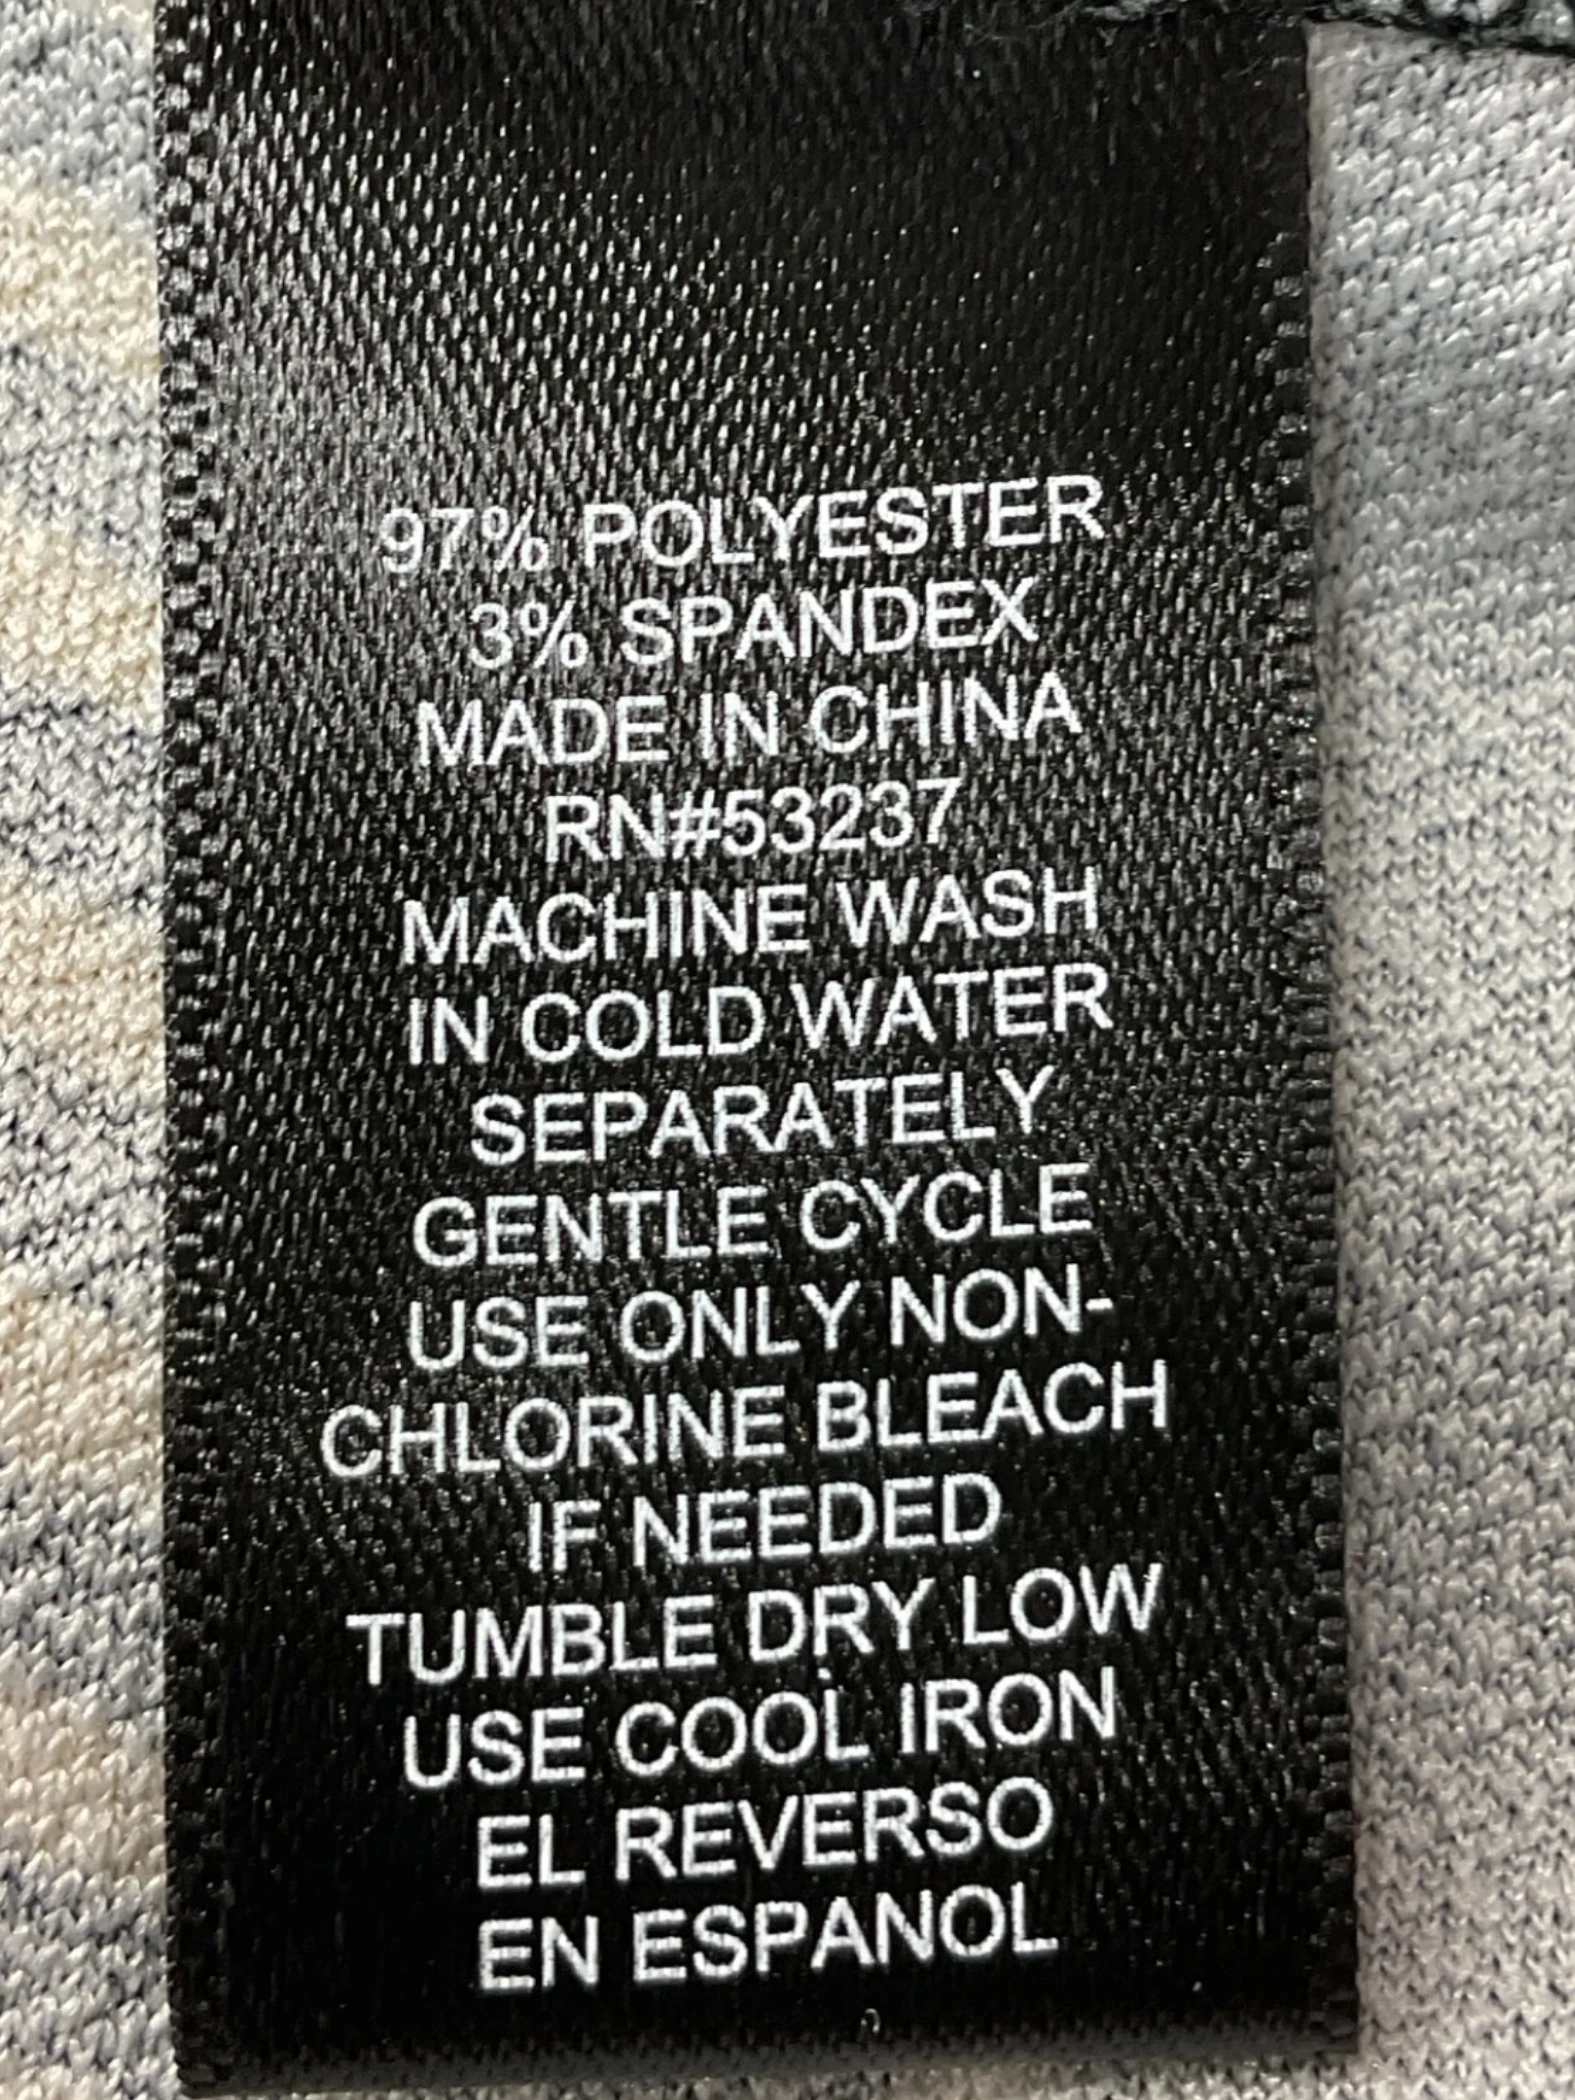 97% POLYESTER
3% SPANDEX
MADE IN CHINA
RN#53237
MACHINE WASH
IN COLD WATER
SEPARATELY
GENTLE CYCLE
USE ONLY NON-
CHLORINE BLEACH
IF NEEDED
TUMBLE DRY LOW
USE COOL IRON
EL REVERSO
EN ESPANOL